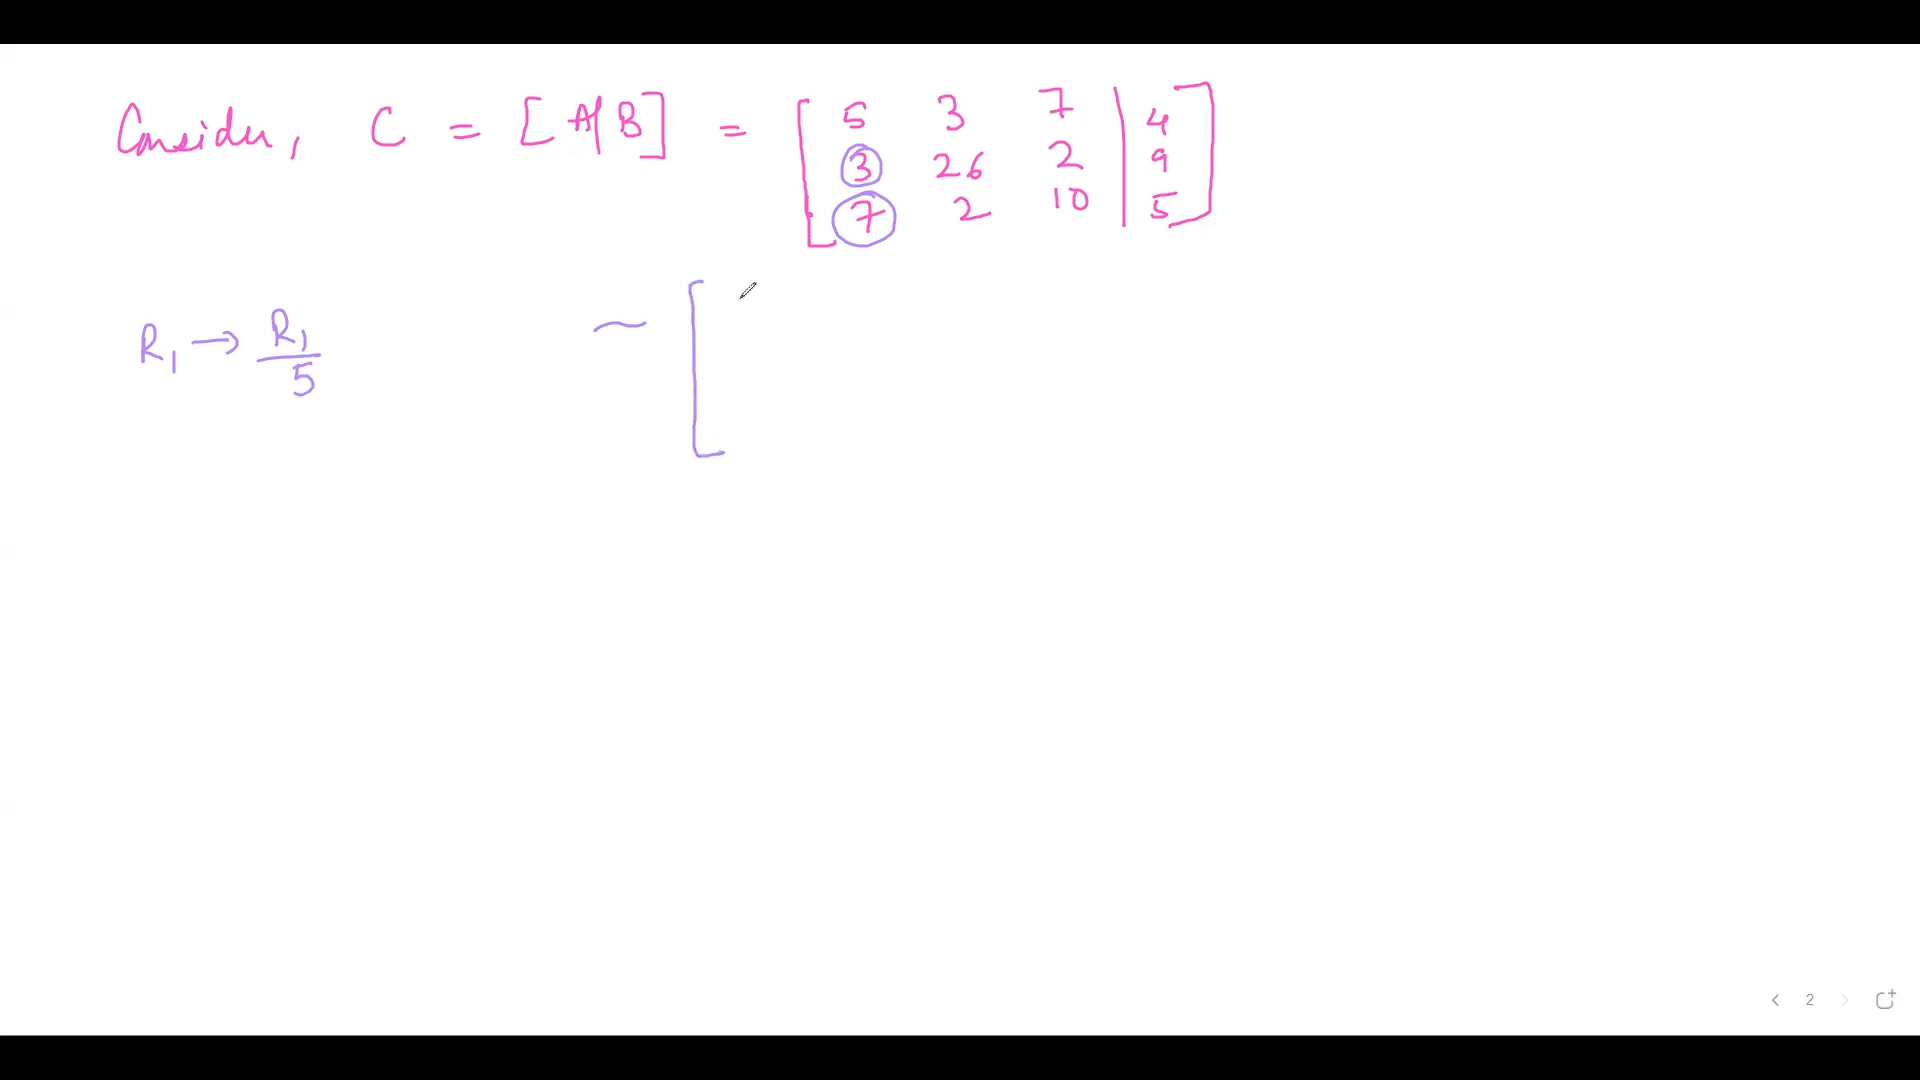 Consider, C = [A|B] = [ 5 3 7 | 4 ]
3 26 2 | 9
7 2 10 | 5
R₁ → R₁/5 ~ [
2